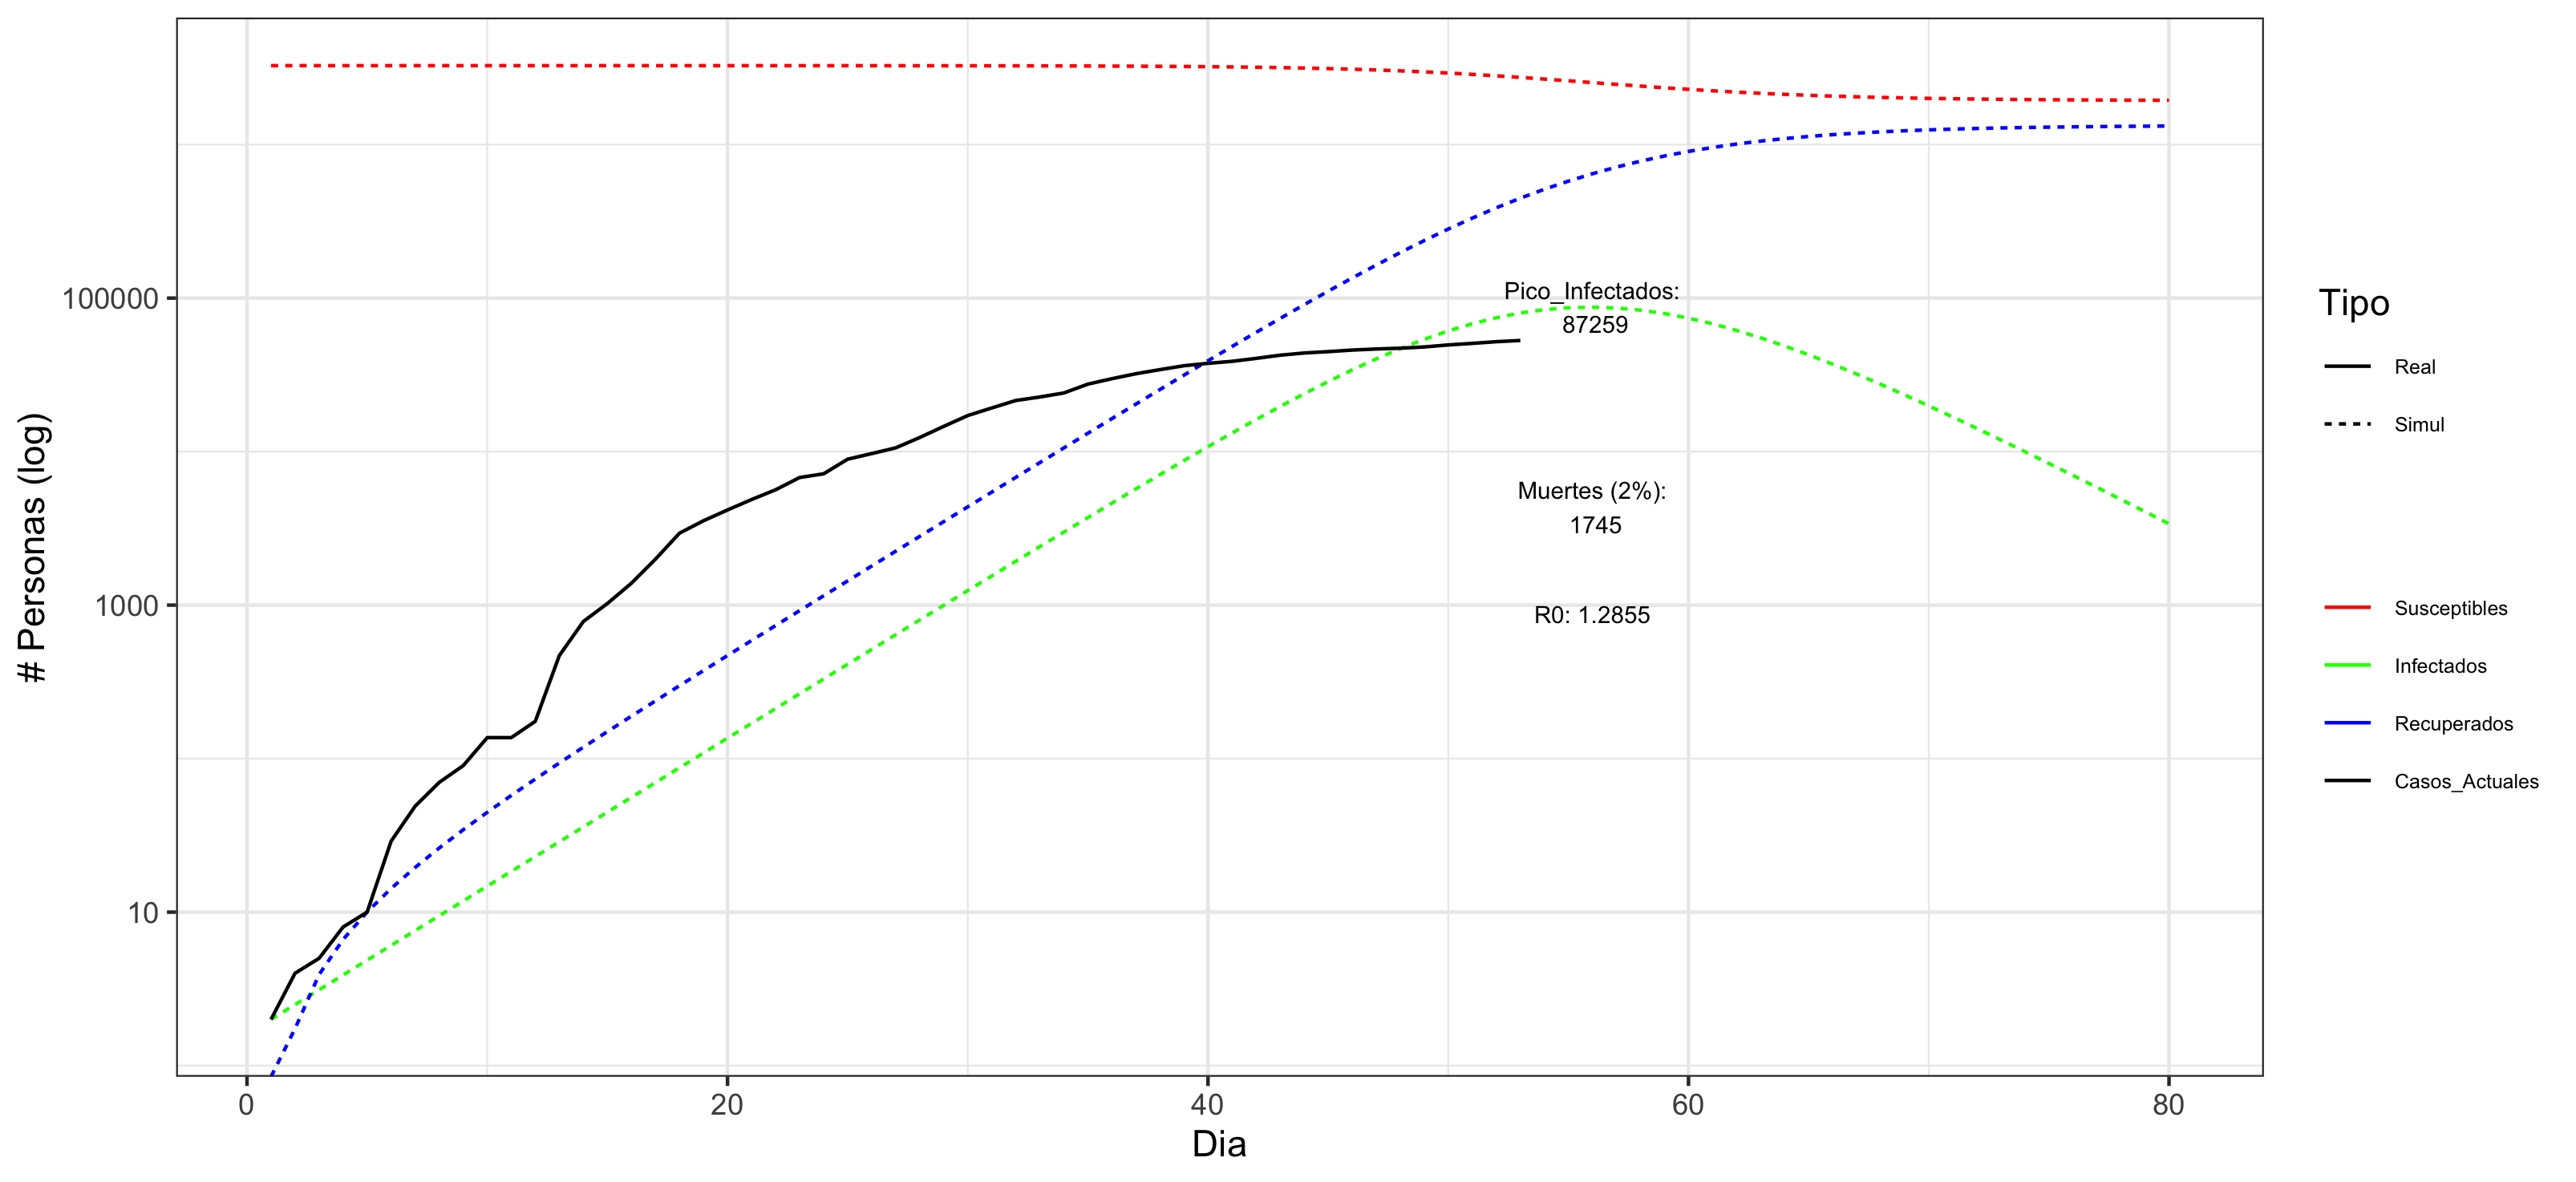 # Personas (log)
100000
1000
10
Pico_Infectados:
87259
Muertes (2%):
1745
R0: 1.2855
0
20
40
60
80
Dia
Tipo
Real
Simul
Susceptibles
Infectados
Recuperados
Casos_Actuales